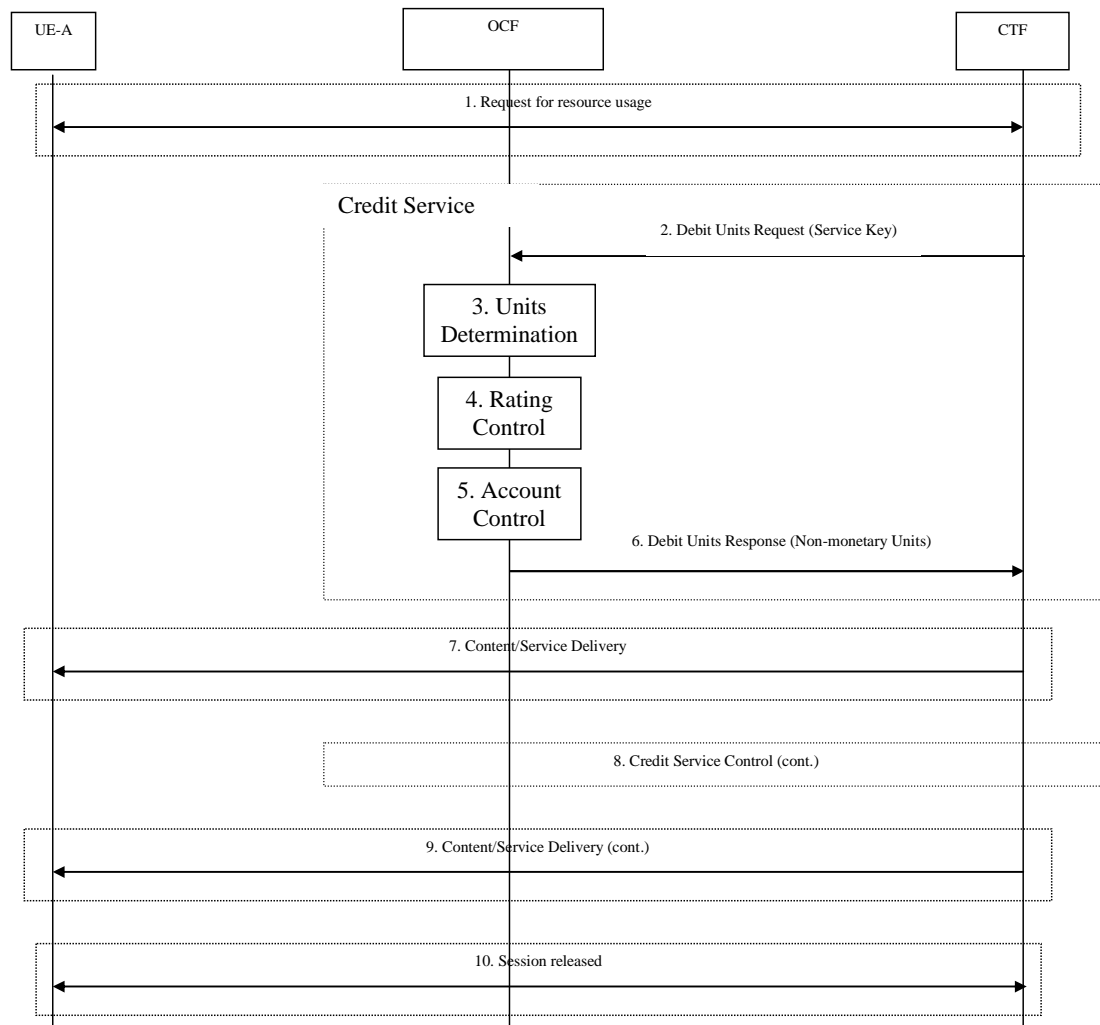 UE-A
OCF
CTF
1. Request for resource usage
Credit Service
2. Debit Units Request (Service Key)
3. Units
Determination
4. Rating
Control
5. Account
Control
6. Debit Units Response (Non-monetary Units)
7. Content/Service Delivery
8. Credit Service Control (cont.)
9. Content/Service Delivery (cont.)
10. Session released